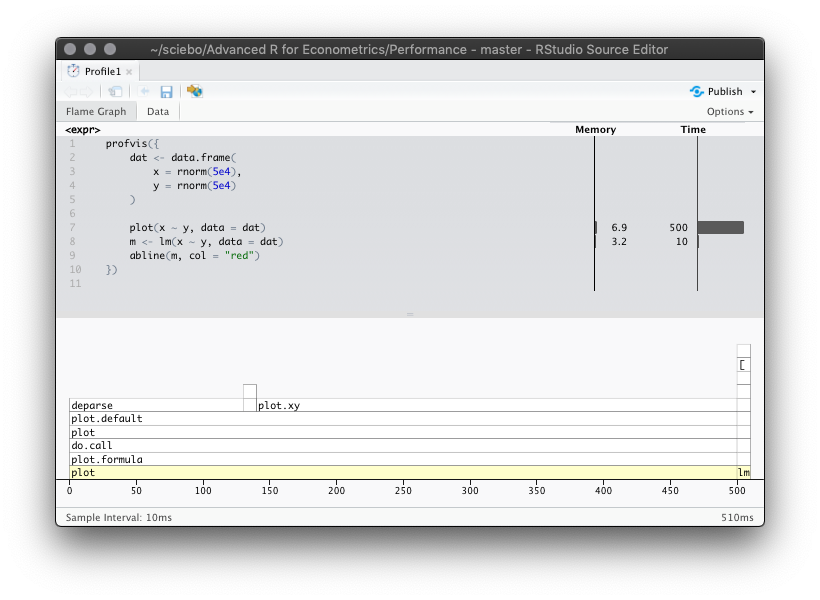 ~/sciebo/Advanced R for Econometrics/Performance - master - RStudio Source Editor
Profile1
Publish
Flame Graph Data Options
<expr> Memory Time
1 profvis({
2 dat <- data.frame(
3 x = rnorm(5e4),
4 y = rnorm(5e4)
5 )
6
7 plot(x ~ y, data = dat) 6.9 500
8 m <- lm(x ~ y, data = dat) 3.2 10
9 abline(m, col = "red")
10 })
11
[
deparse plot.xy
plot.default
plot
do.call
plot.formula
plot lm
0 50 100 150 200 250 300 350 400 450 500
Sample Interval: 10ms 510ms